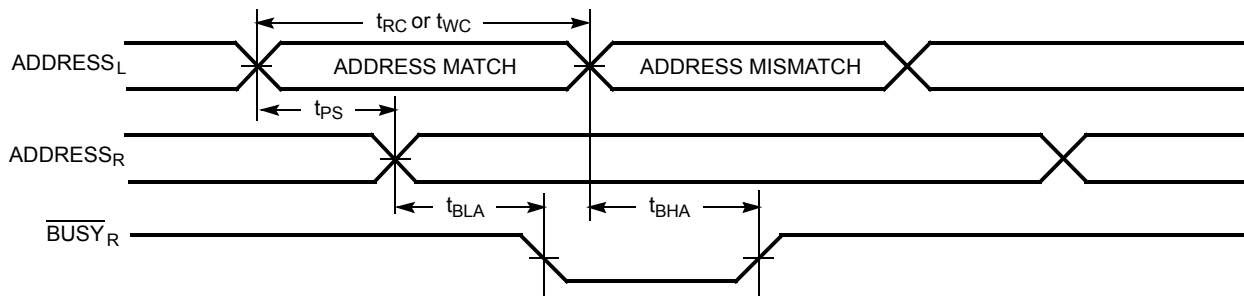 tRC or tWC
ADDRESSL
ADDRESS MATCH
ADDRESS MISMATCH
tPS
ADDRESSR
tBLA
tBHA
BUSYR